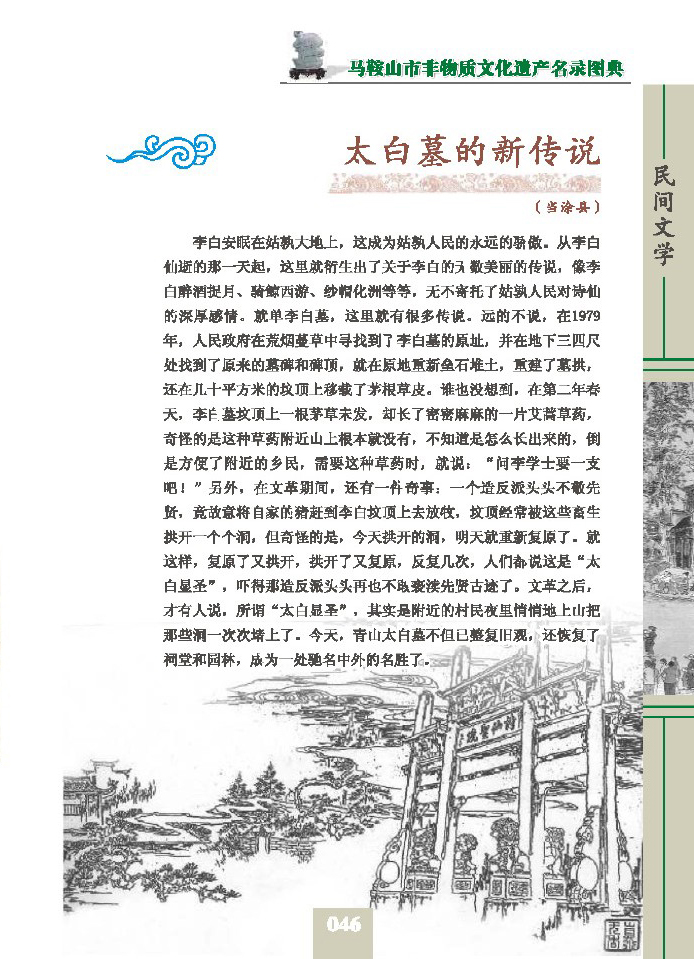 马鞍山市非物质文化遗产名录图典
太白墓的新传说
（当涂县）
民间文学
李白安眠在姑孰大地上，这成为姑孰人民的永远的骄傲。从李白
仙逝的那一天起，这里就衍生出了关于李白的无数美丽的传说，像李
白醉酒捉月、骑鲸西游、纱帽化洲等等，无不寄托了姑孰人民对诗仙
的深厚感情。就单李白墓，这里就有很多传说。远的不说，在1979
年，人民政府在荒烟蔓草中寻找到了李白墓的原址，并在地下三四尺
处找到了原来的墓碑和碑顶，就在原地重新垒石堆土，重建了墓拱，
还在几十平方米的坟顶上移栽了茅根草皮。谁也没想到，在第二年春
天，李白墓坟顶上一根茅草未发，却长了密密麻麻的一片艾蒿草药，
奇怪的是这种草药附近山上根本就没有，不知道是怎么长出来的，倒
是方便了附近的乡民，需要这种草药时，就说：“问李学士要一支
吧！”另外，在文革期间，还有一件奇事：一个造反派头头不敬先
贤，竟故意将自家的猪赶到李白坟顶上去放牧，坟顶经常被这些畜生
拱开一个个洞，但奇怪的是，今天拱开的洞，明天就重新复原了。就
这样，复原了又拱开，拱开了又复原，反复几次，人们都说这是“太
白显圣”，吓得那造反派头头再也不敢亵渎先贤古迹了。文革之后，
才有人说，所谓“太白显圣”，其实是附近的村民夜里悄悄地上山把
那些洞一次次堵上了。今天，青山太白墓不但已整复旧观，还恢复了
祠堂和园林，成为一处驰名中外的名胜了。
046